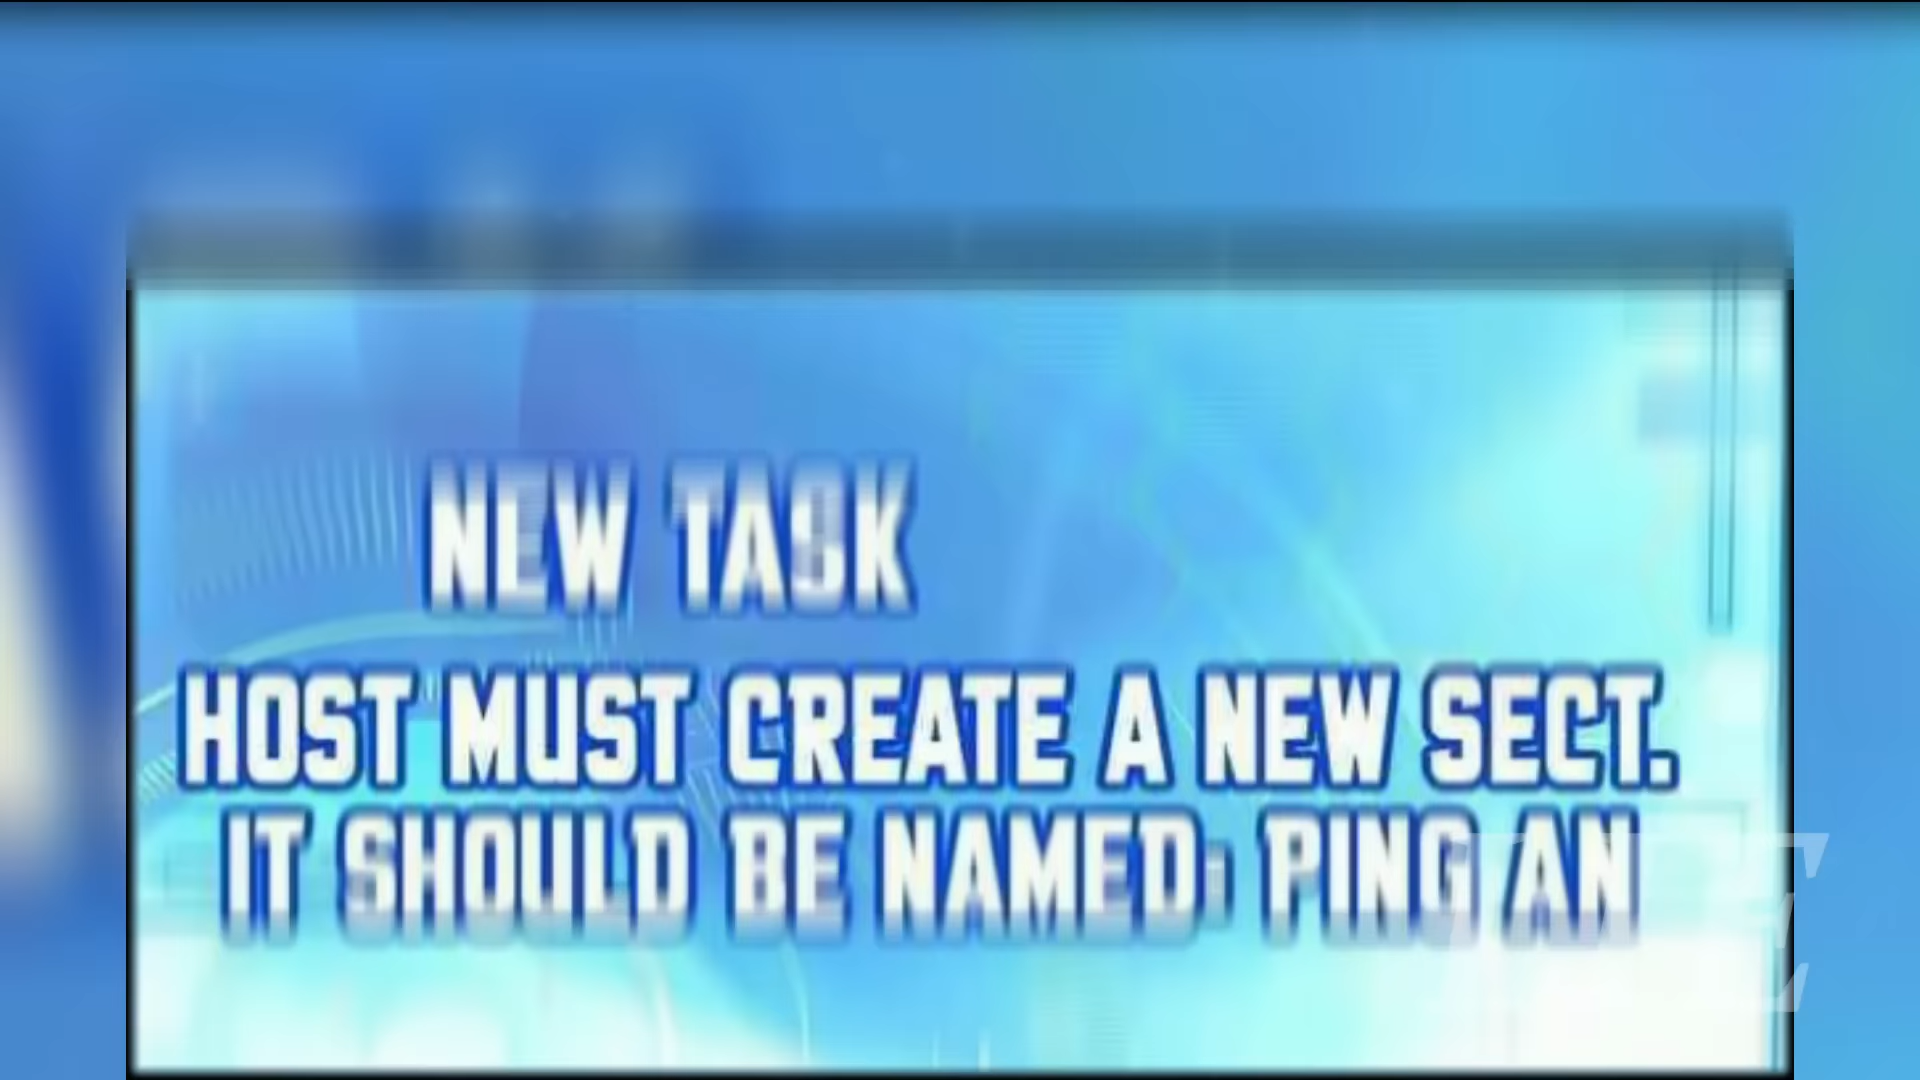 NEW TASK
HOST MUST CREATE A NEW SECT.
IT SHOULD BE NAMED: PING AN